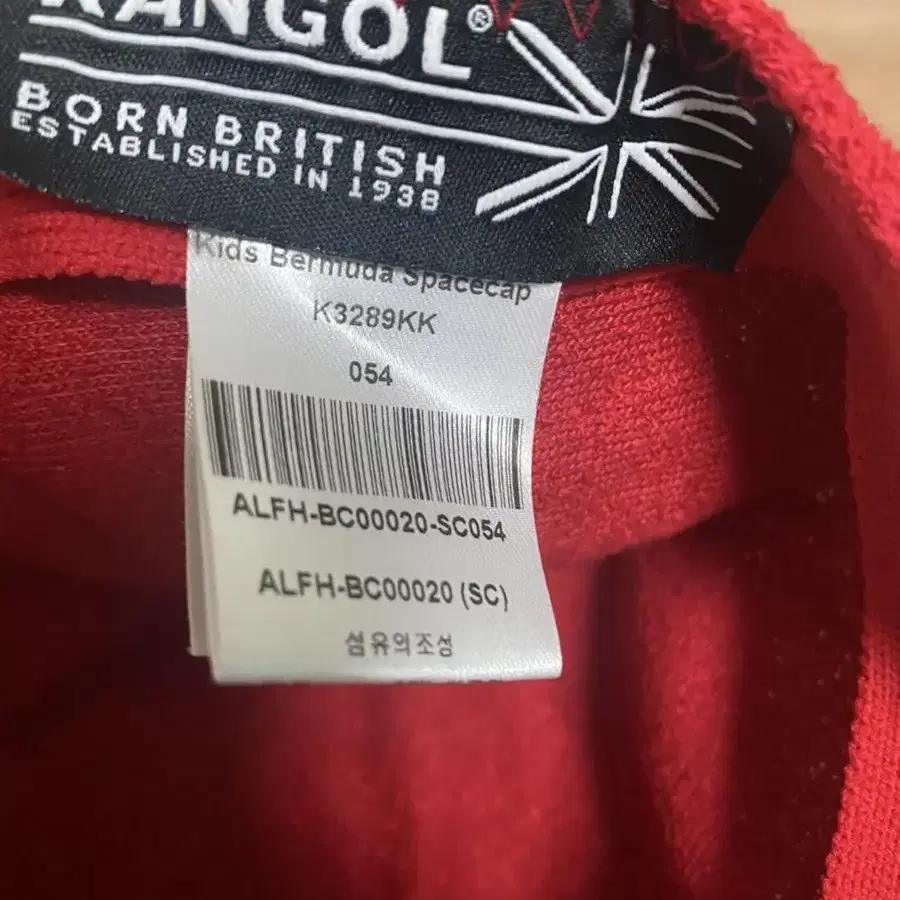 KANGOL®
BORN BRITISH
ESTABLISHED IN 1938
Kids Bermuda Spacecap
K3289KK
054
ALFH-BC00020-SC054
ALFH-BC00020 (SC)
섬유의조성